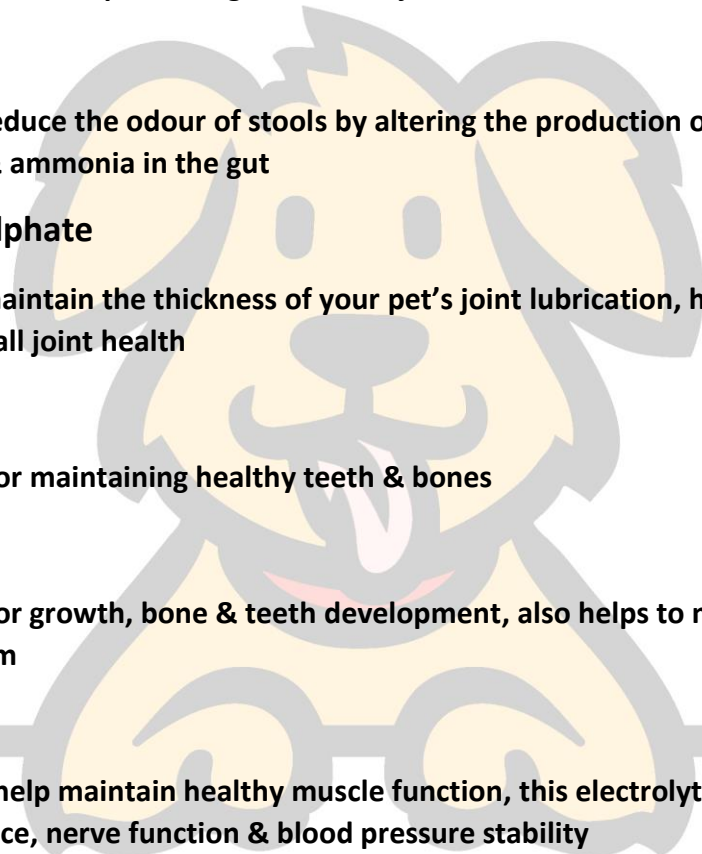 educe the odour of stools by altering the production o
ammonia in the gut
lphate
aintain the thickness of your pet's joint lubrication, h
all joint health
or maintaining healthy teeth & bones
or growth, bone & teeth development, also helps to r
m
help maintain healthy muscle function, this electrolyt
ce, nerve function & blood pressure stability